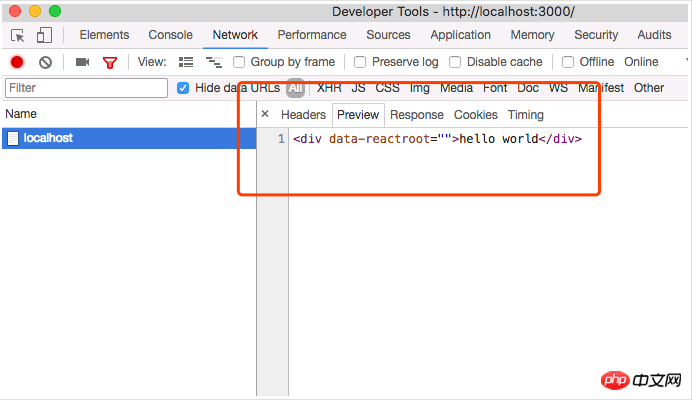 Developer Tools - http://localhost:3000/
Elements Console Network Performance Sources Application Memory Security Audits
View: Group by frame Preserve log Disable cache Offline Online
Filter Hide data URLs All XHR JS CSS Img Media Font Doc WS Manifest Other
Name × Headers Preview Response Cookies Timing
localhost
1 <div data-reactroot="">hello world</div>
php 中文网